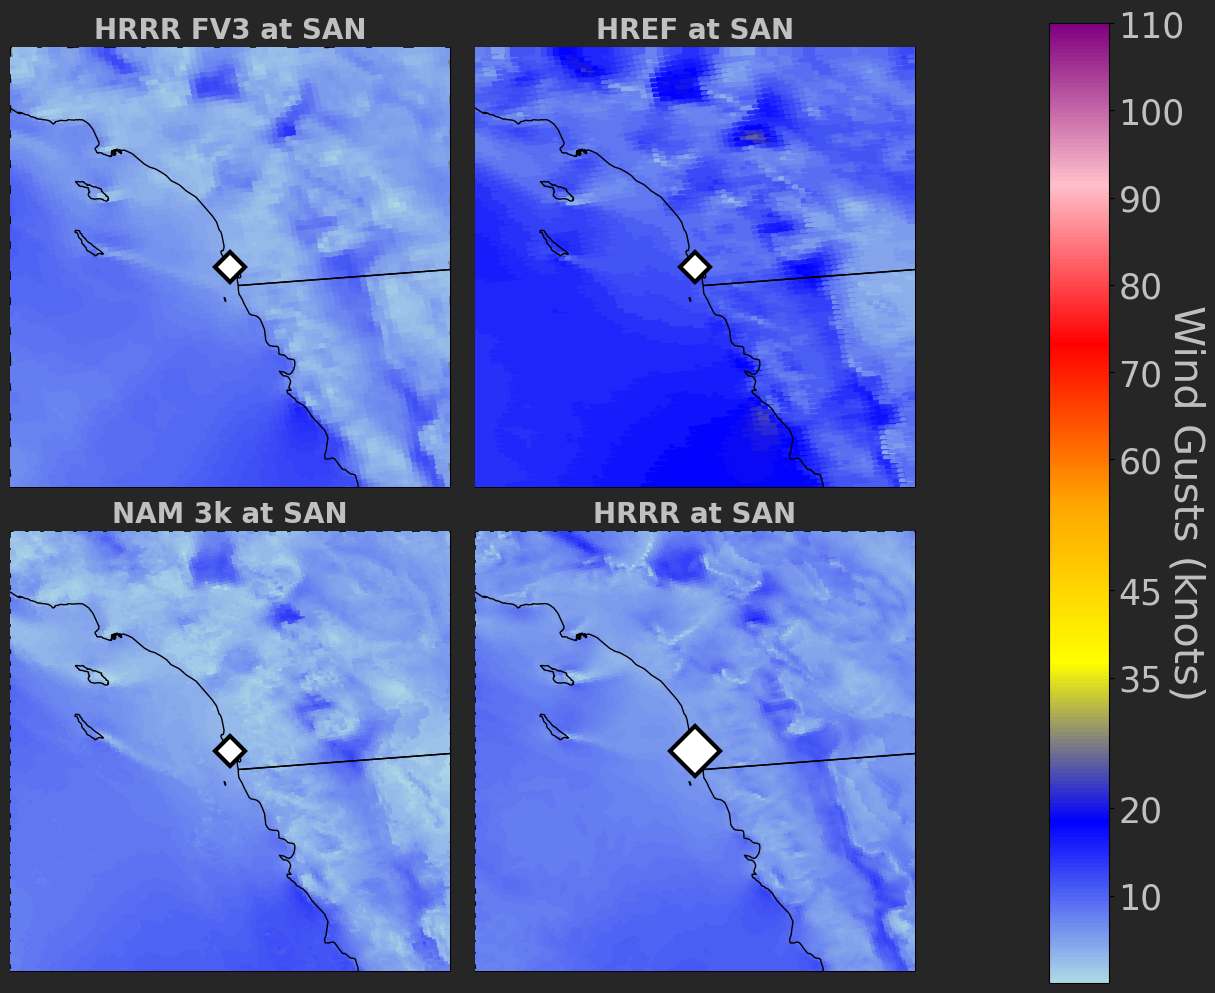 HRRR FV3 at SAN
HREF at SAN
NAM 3k at SAN
HRRR at SAN
110
100
90
80
70
60
45
35
20
10
Wind Gusts (knots)